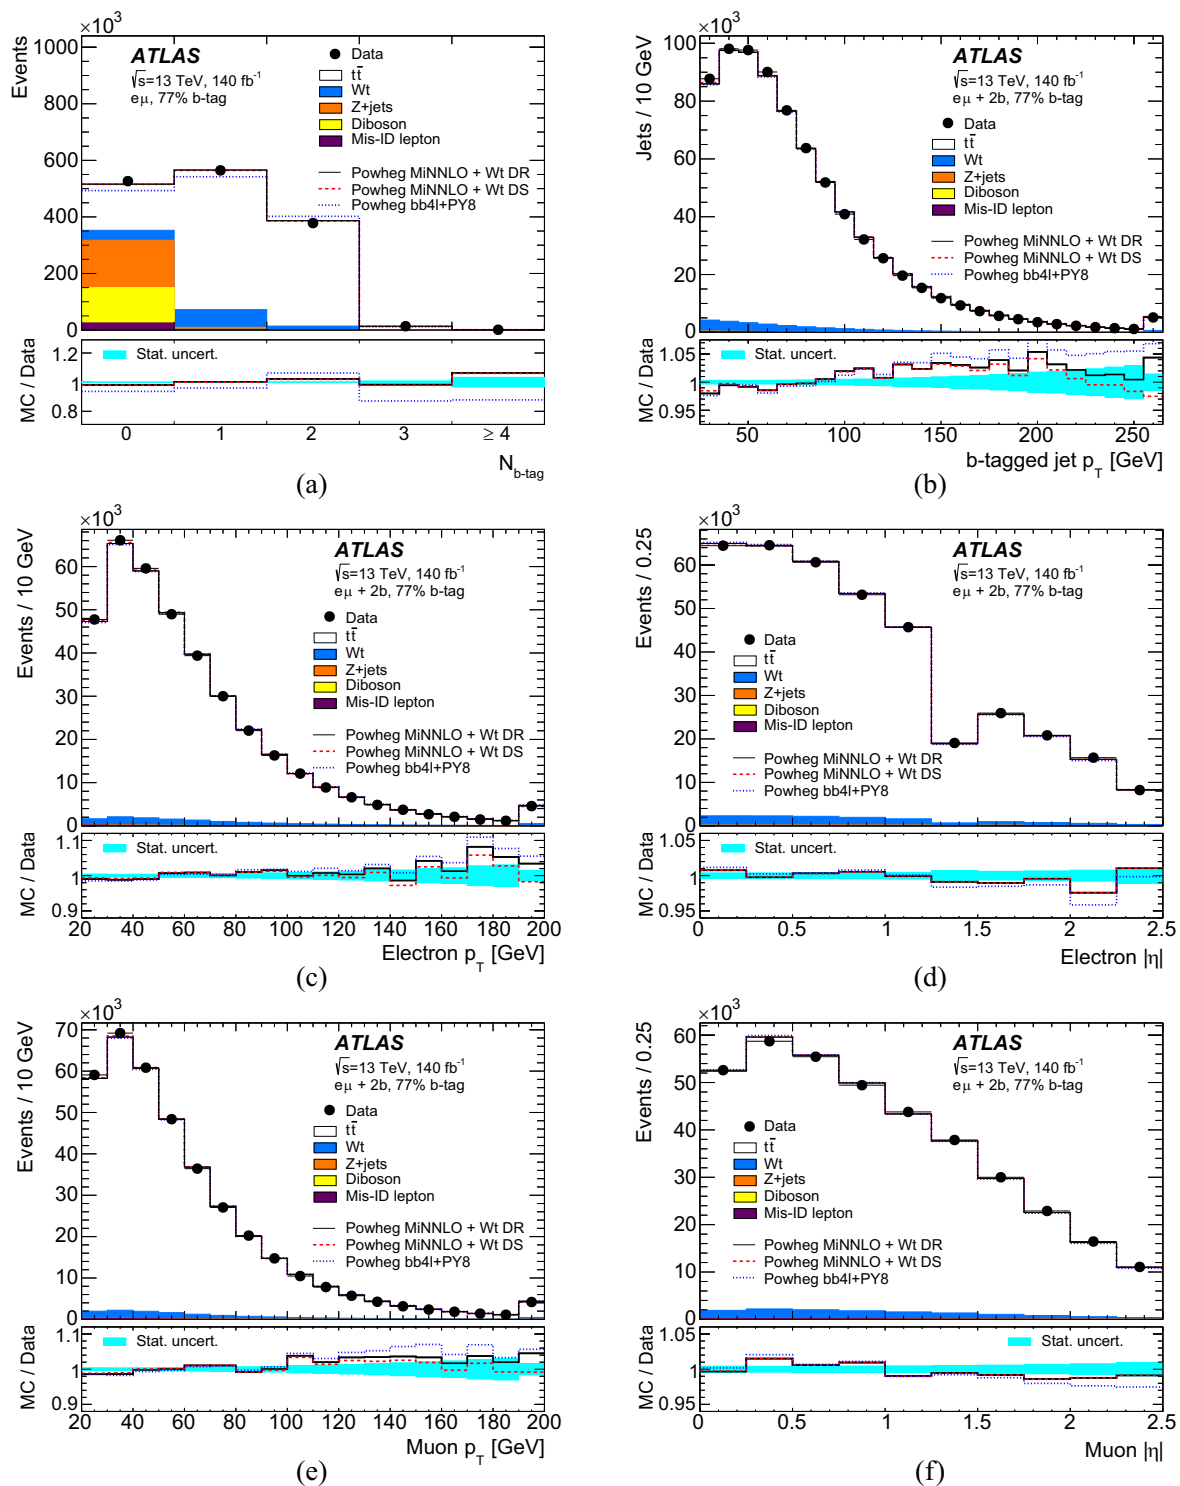 ×10³
Events
1000
800
600
400
200
0
ATLAS
√s=13 TeV, 140 fb⁻¹
eμ, 77% b-tag
Data
tt̄
Wt
Z+jets
Diboson
Mis-ID lepton
Powheg MiNNLO + Wt DR
Powheg MiNNLO + Wt DS
Powheg bb4l+PY8
MC / Data
1.2
1
0.8
Stat. uncert.
0 1 2 3 ≥ 4
N b-tag
(a)
×10³
Jets / 10 GeV
100
80
60
40
20
0
ATLAS
√s=13 TeV, 140 fb⁻¹
eμ + 2b, 77% b-tag
Data
tt̄
Wt
Z+jets
Diboson
Mis-ID lepton
Powheg MiNNLO + Wt DR
Powheg MiNNLO + Wt DS
Powheg bb4l+PY8
MC / Data
1.05
1
0.95
Stat. uncert.
50 100 150 200 250
b-tagged jet p_T [GeV]
(b)
×10³
Events / 10 GeV
60
50
40
30
20
10
0
ATLAS
√s=13 TeV, 140 fb⁻¹
eμ + 2b, 77% b-tag
Data
tt̄
Wt
Z+jets
Diboson
Mis-ID lepton
Powheg MiNNLO + Wt DR
Powheg MiNNLO + Wt DS
Powheg bb4l+PY8
MC / Data
1.1
1
0.9
Stat. uncert.
20 40 60 80 100 120 140 160 180 200
Electron p_T [GeV]
(c)
×10³
Events / 0.25
60
50
40
30
20
10
0
ATLAS
√s=13 TeV, 140 fb⁻¹
eμ + 2b, 77% b-tag
Data
tt̄
Wt
Z+jets
Diboson
Mis-ID lepton
Powheg MiNNLO + Wt DR
Powheg MiNNLO + Wt DS
Powheg bb4l+PY8
MC / Data
1.05
1
0.95
Stat. uncert.
0 0.5 1 1.5 2 2.5
Electron |η|
(d)
×10³
Events / 10 GeV
70
60
50
40
30
20
10
0
ATLAS
√s=13 TeV, 140 fb⁻¹
eμ + 2b, 77% b-tag
Data
tt̄
Wt
Z+jets
Diboson
Mis-ID lepton
Powheg MiNNLO + Wt DR
Powheg MiNNLO + Wt DS
Powheg bb4l+PY8
MC / Data
1.1
1
0.9
Stat. uncert.
20 40 60 80 100 120 140 160 180 200
Muon p_T [GeV]
(e)
×10³
Events / 0.25
60
50
40
30
20
10
0
ATLAS
√s=13 TeV, 140 fb⁻¹
eμ + 2b, 77% b-tag
Data
tt̄
Wt
Z+jets
Diboson
Mis-ID lepton
Powheg MiNNLO + Wt DR
Powheg MiNNLO + Wt DS
Powheg bb4l+PY8
MC / Data
1.05
1
0.95
Stat. uncert.
0 0.5 1 1.5 2 2.5
Muon |η|
(f)